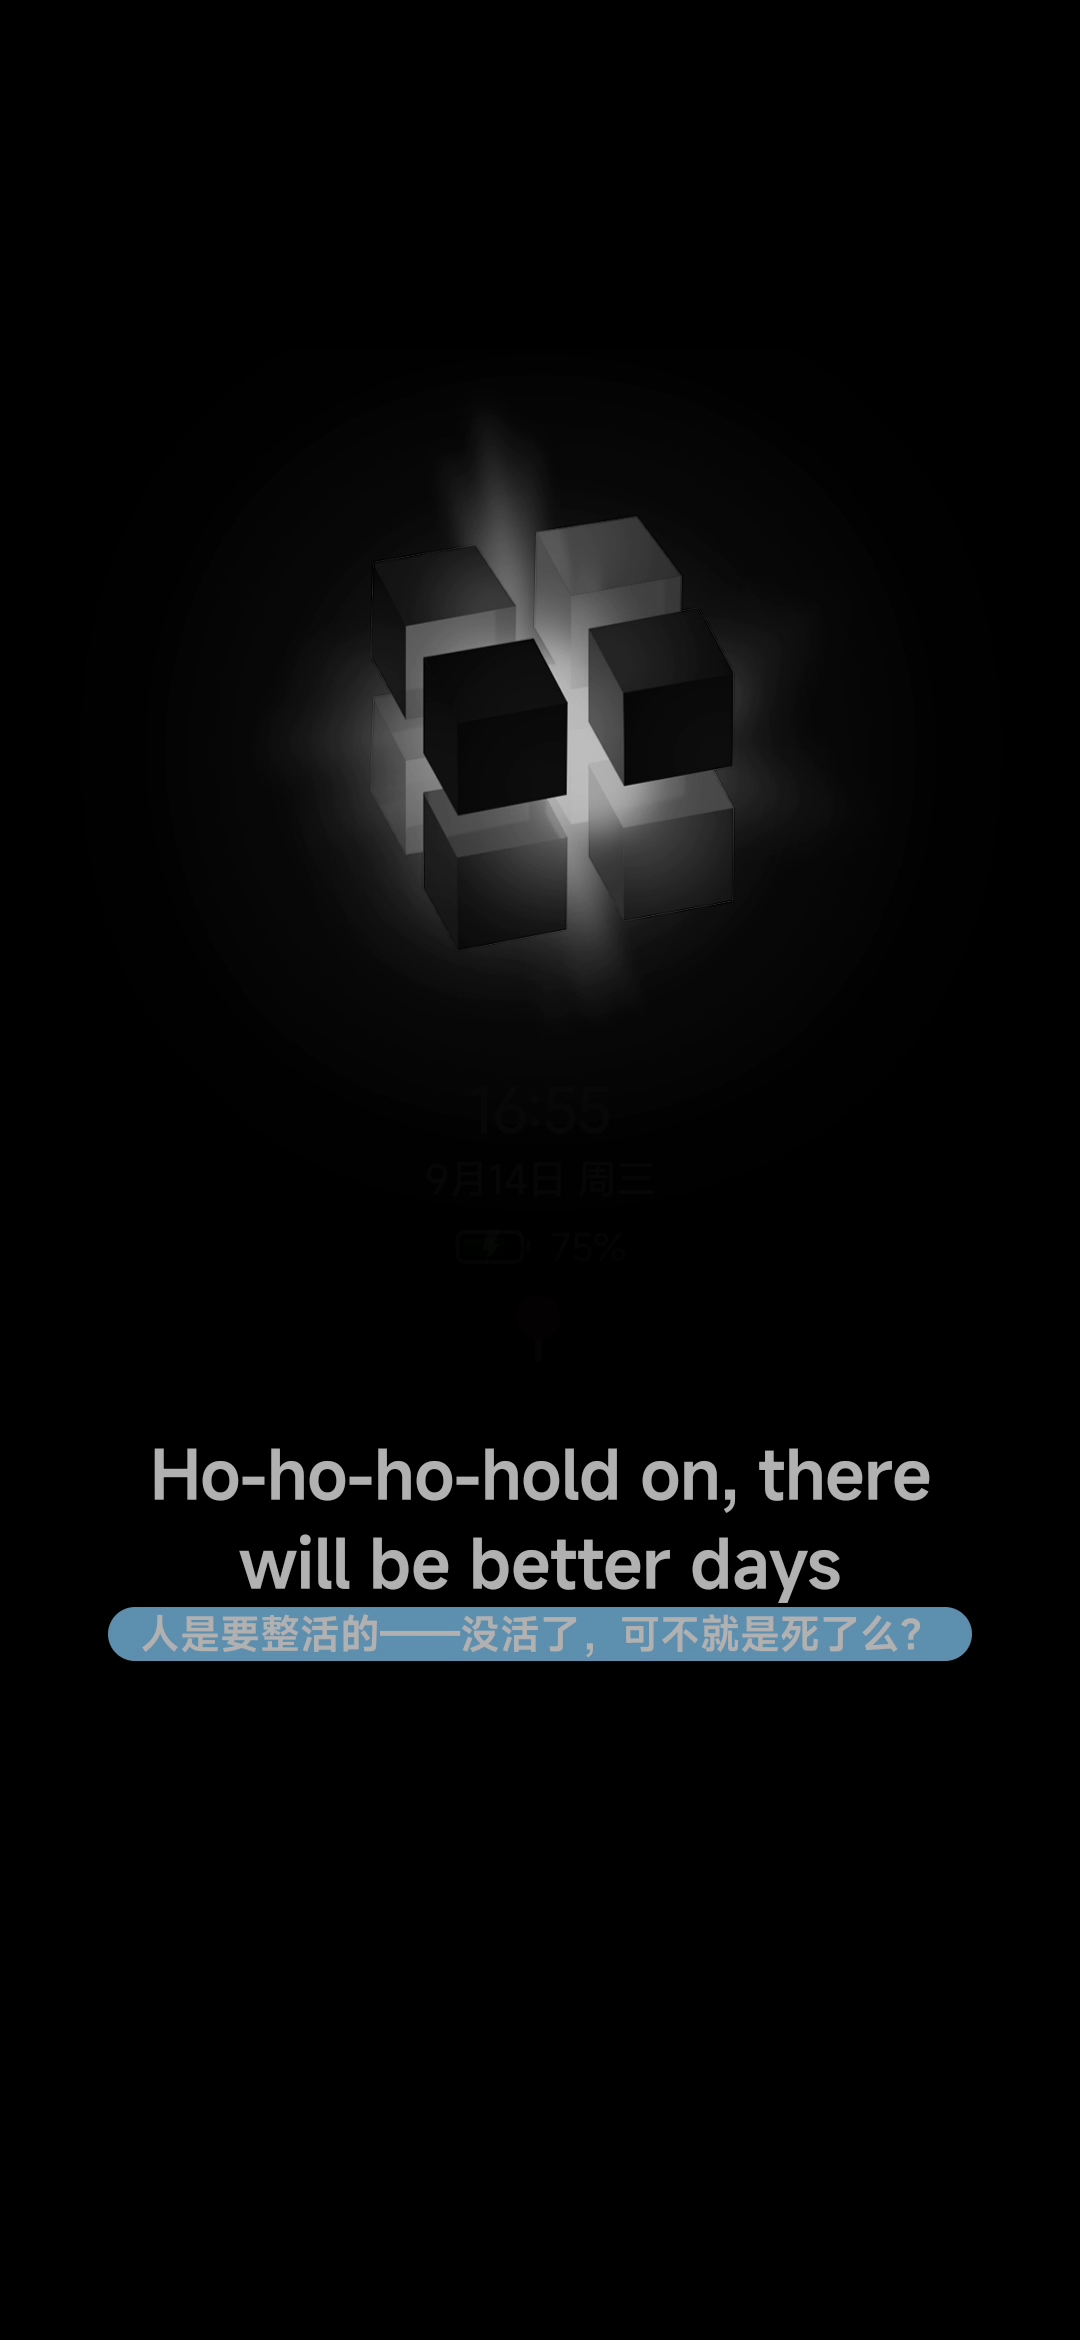 16:55
9月14日 周三
75%
Ho-ho-ho-hold on, there
will be better days
人是要整活的——没活了，可不就是死了么？